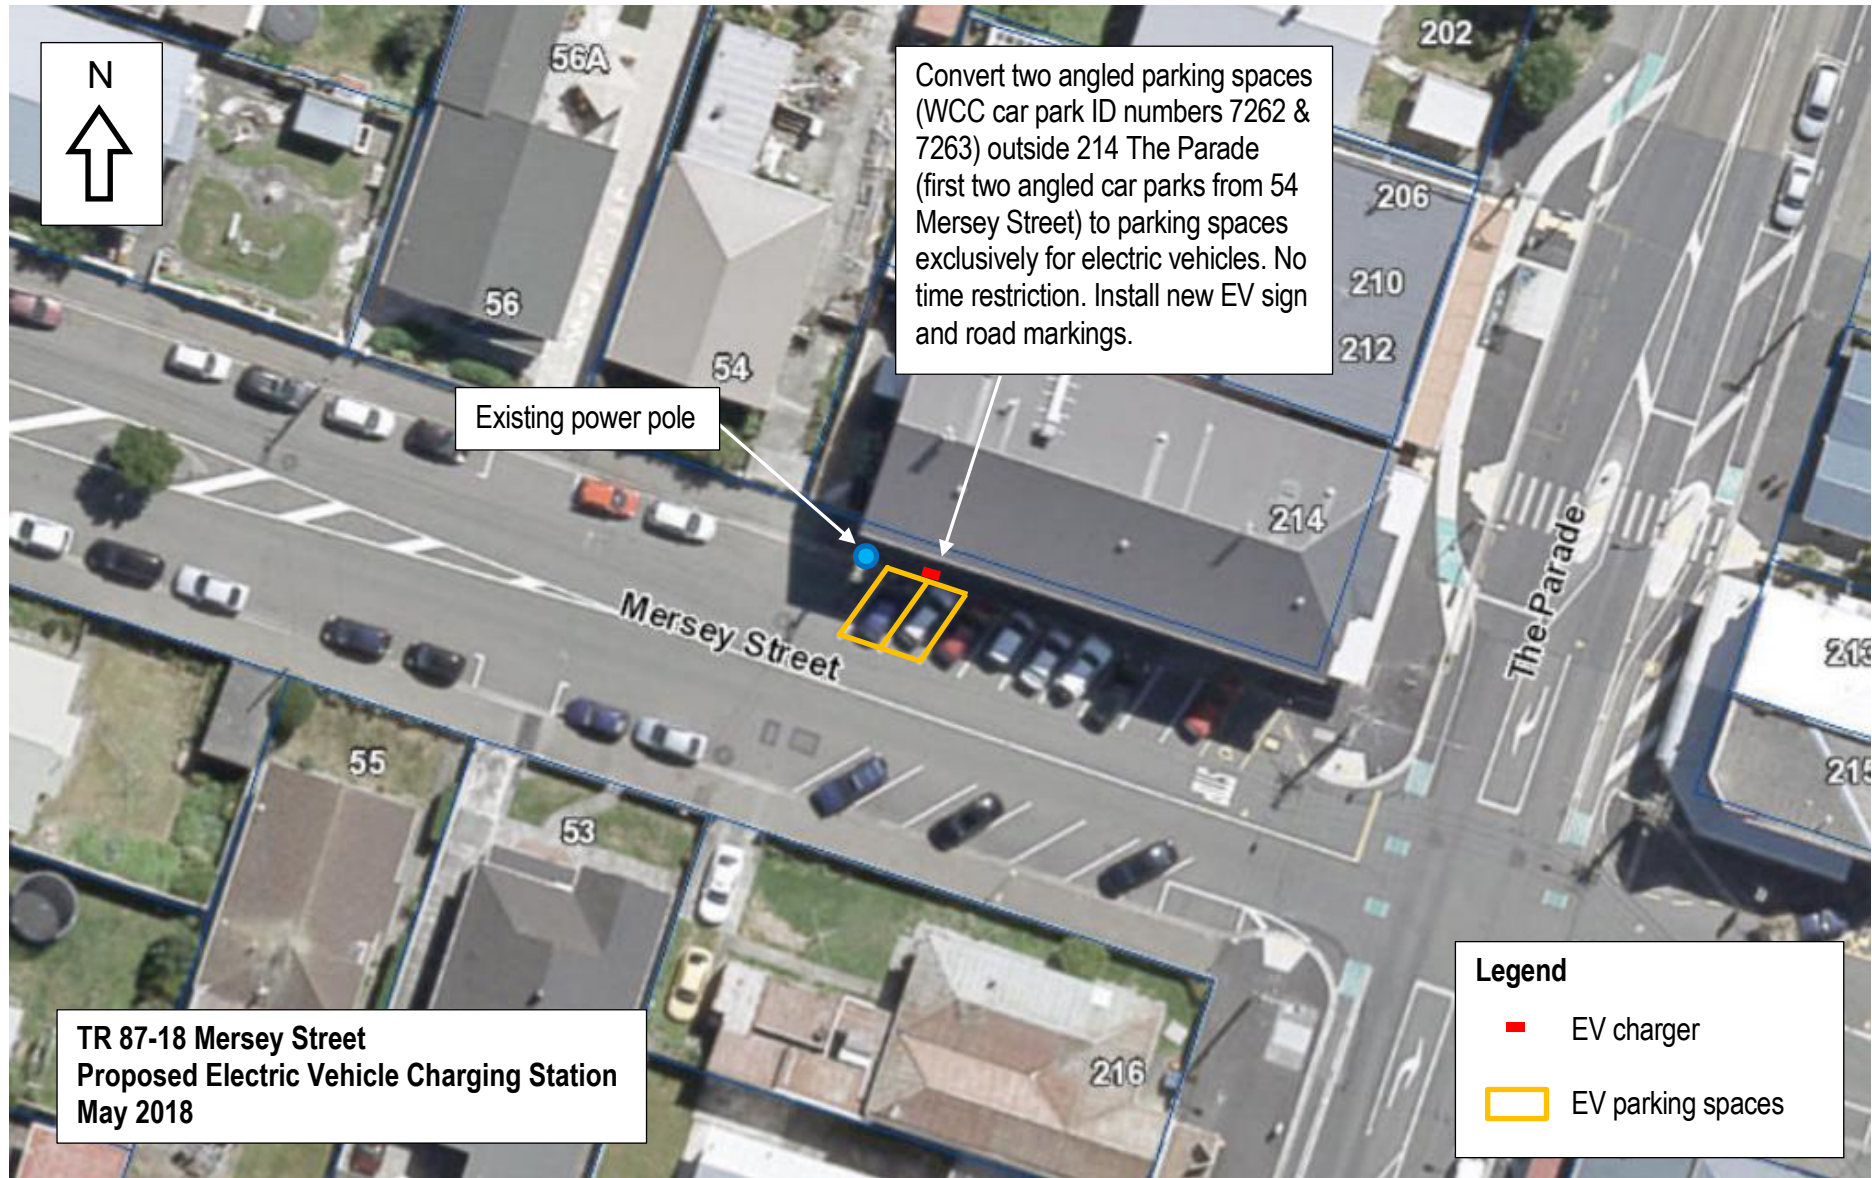 N
56A
202
Convert two angled parking spaces
(WCC car park ID numbers 7262 &
7263) outside 214 The Parade
(first two angled car parks from 54
Mersey Street) to parking spaces
exclusively for electric vehicles. No
time restriction. Install new EV sign
and road markings.
206
210
212
56
54
Existing power pole
214
The Parade
Mersey Street
213
215
55
53
216
TR 87-18 Mersey Street
Proposed Electric Vehicle Charging Station
May 2018
Legend
EV charger
EV parking spaces